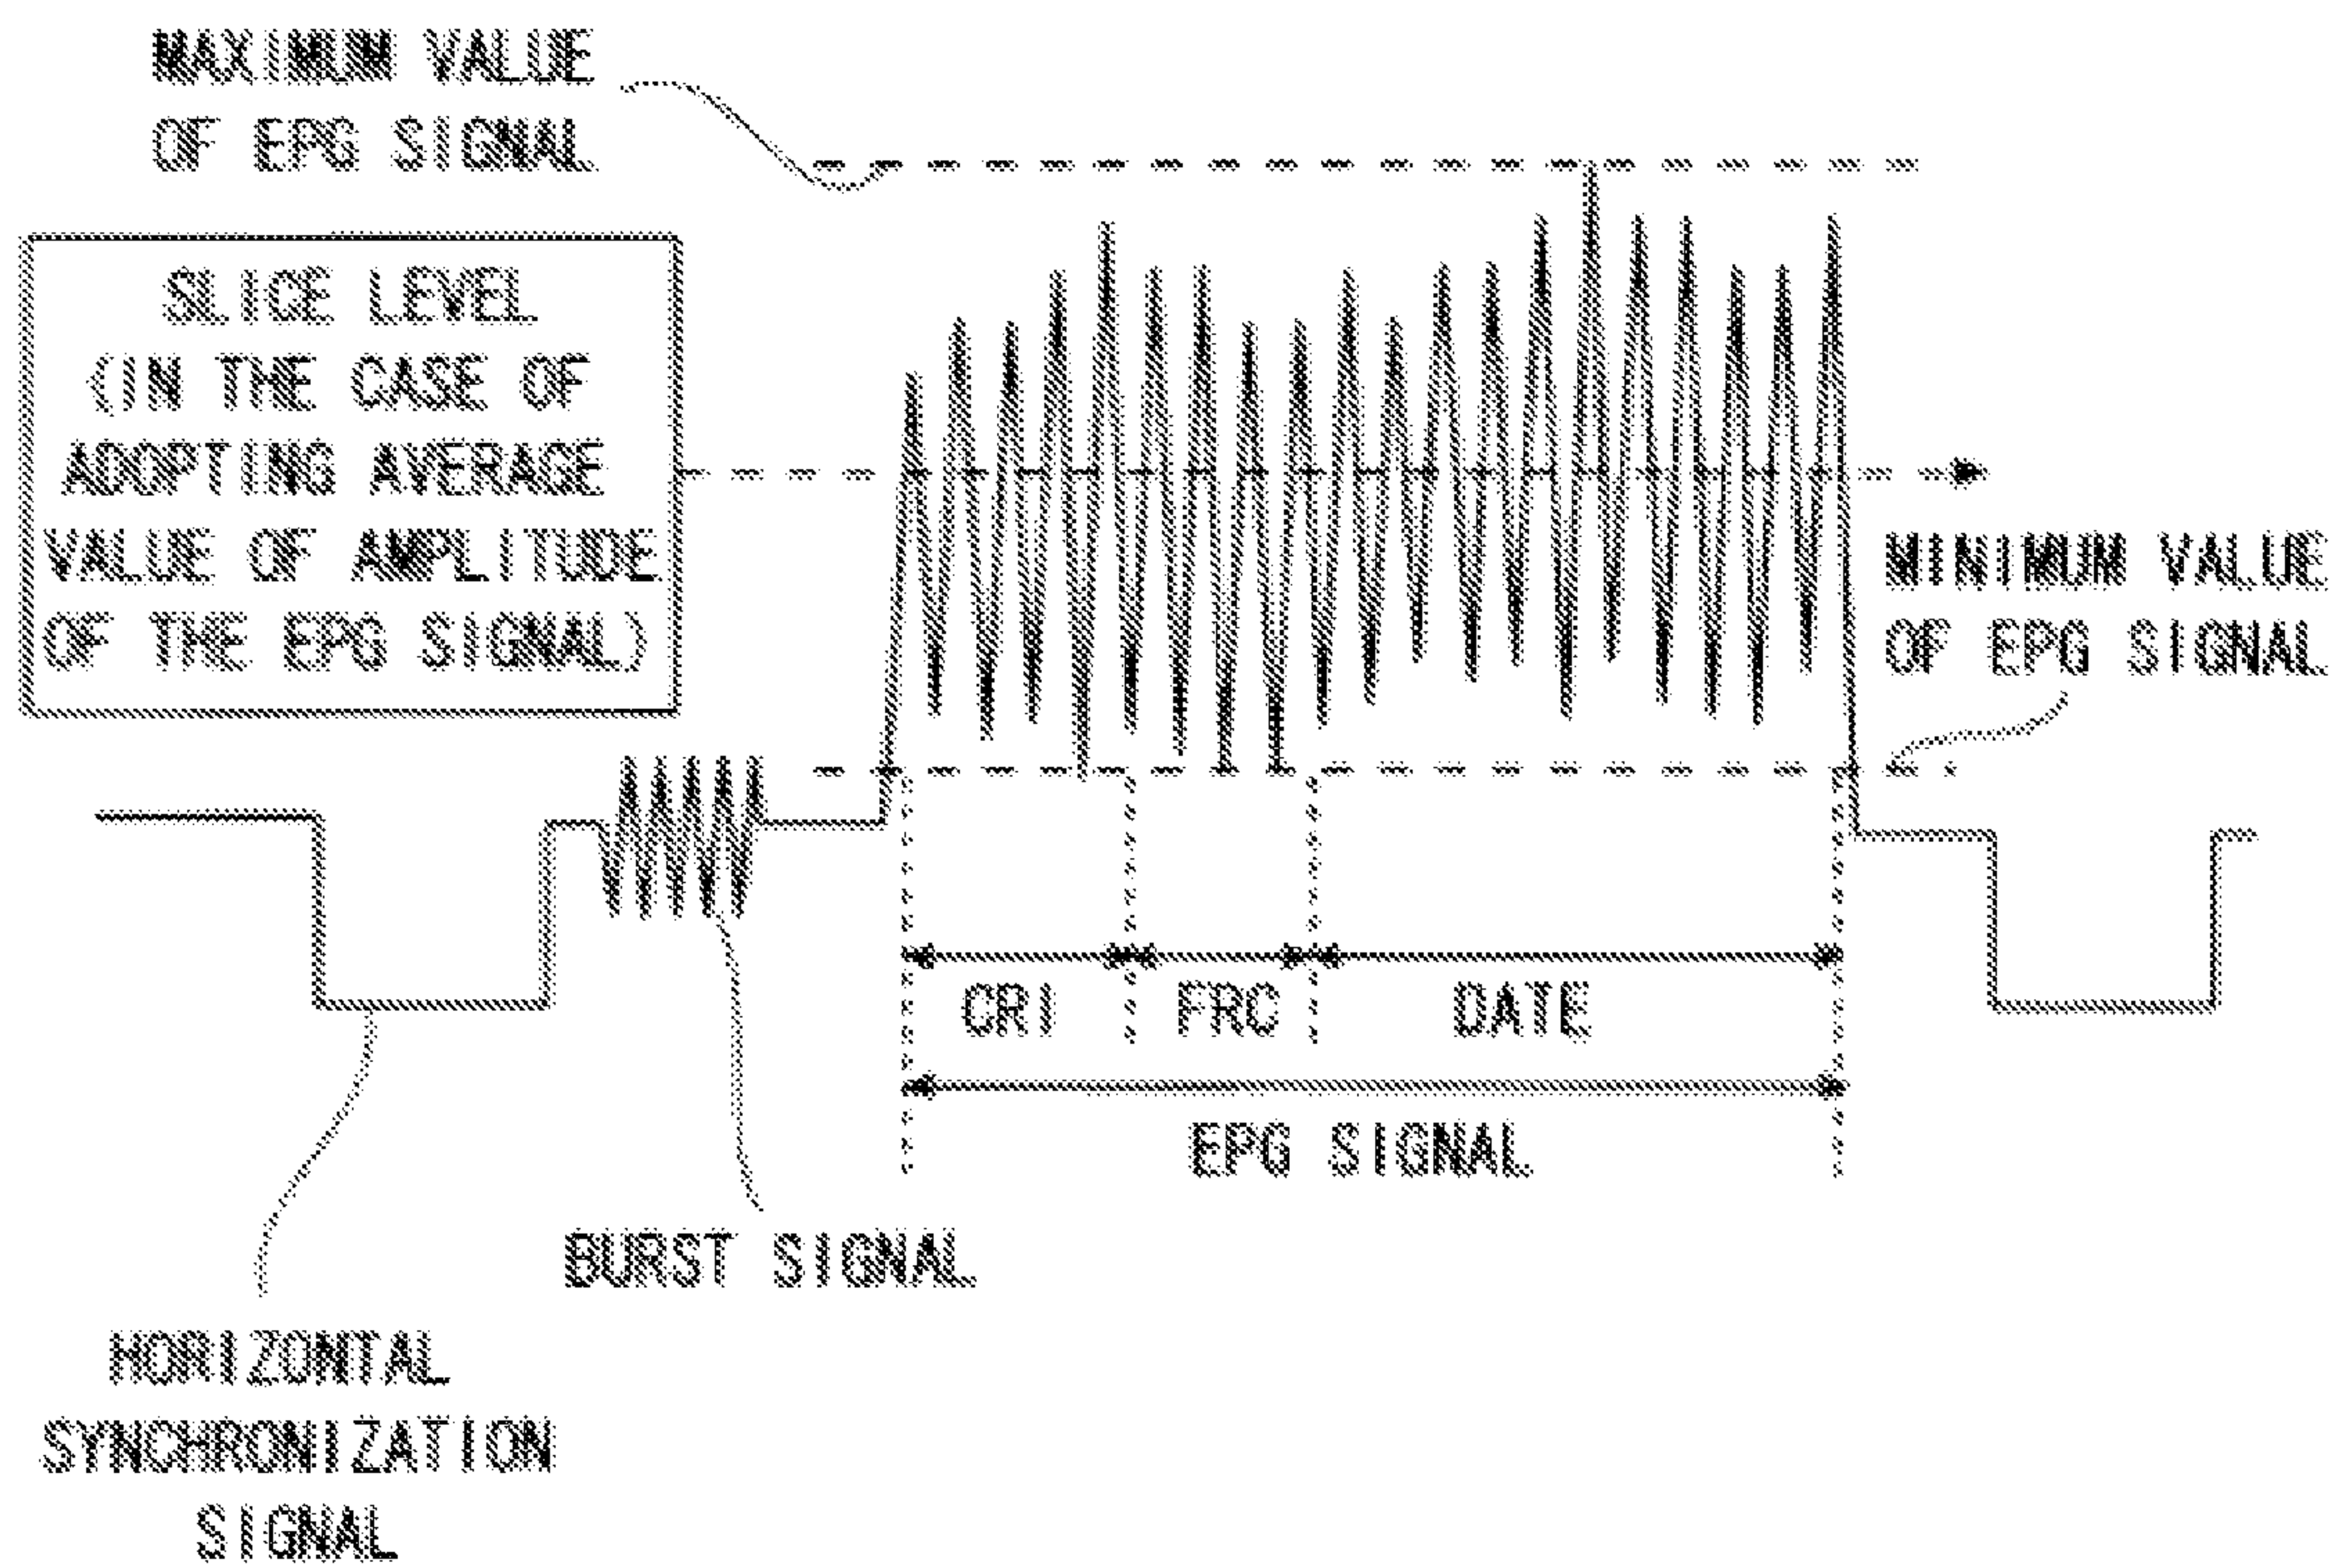 MAXIMUM VALUE
OF EPG SIGNAL
SLICE LEVEL
(IN THE CASE OF
ADOPTING AVERAGE
VALUE OF AMPLITUDE
OF THE EPG SIGNAL)
MINIMUM VALUE
OF EPG SIGNAL
CRI FRC DATE
EPG SIGNAL
BURST SIGNAL
HORIZONTAL
SYNCHRONIZATION
SIGNAL